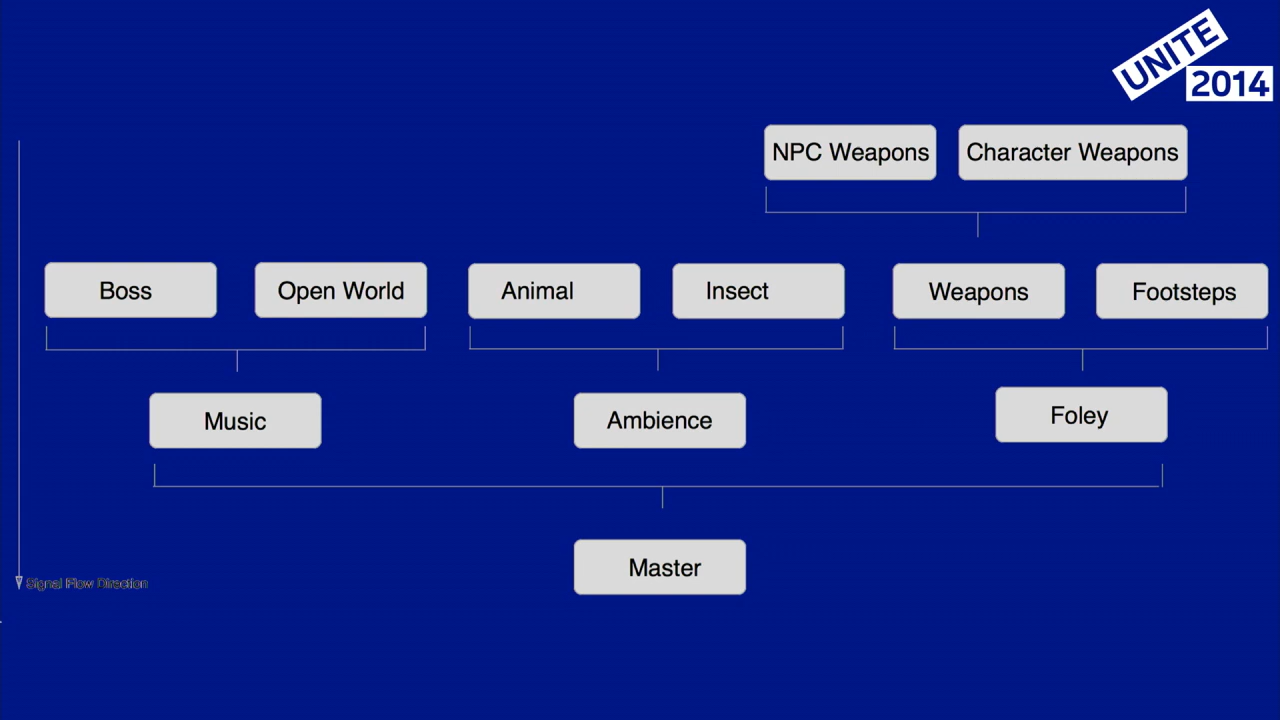 UNITE
2014
NPC Weapons
Character Weapons
Boss
Open World
Animal
Insect
Weapons
Footsteps
Music
Ambience
Foley
Master
Signal Flow Direction